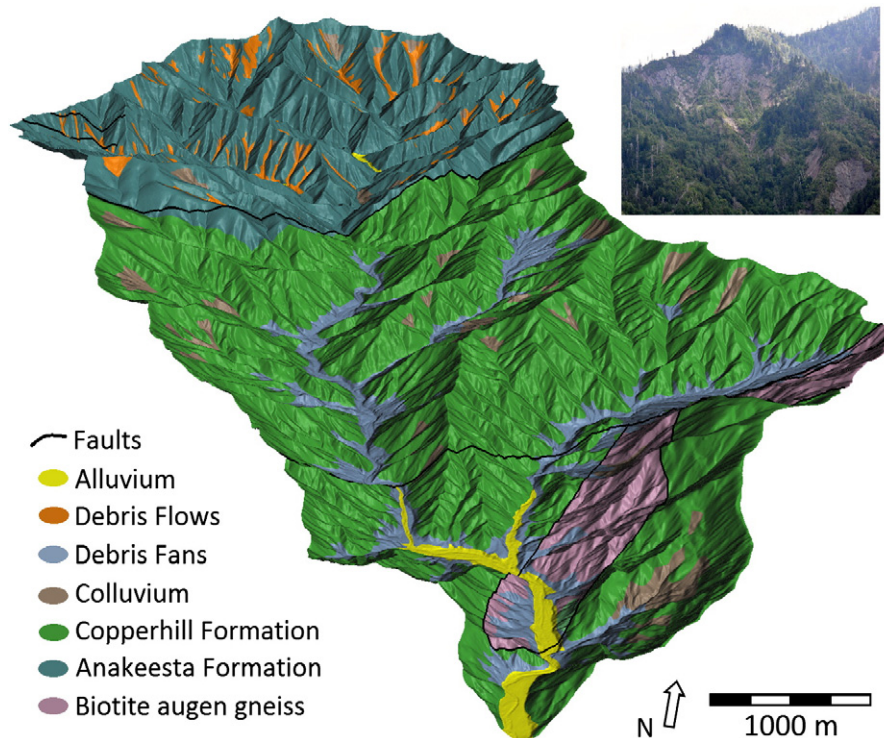 Faults
Alluvium
Debris Flows
Debris Fans
Colluvium
Copperhill Formation
Anakeesta Formation
Biotite augen gneiss
N
1000 m